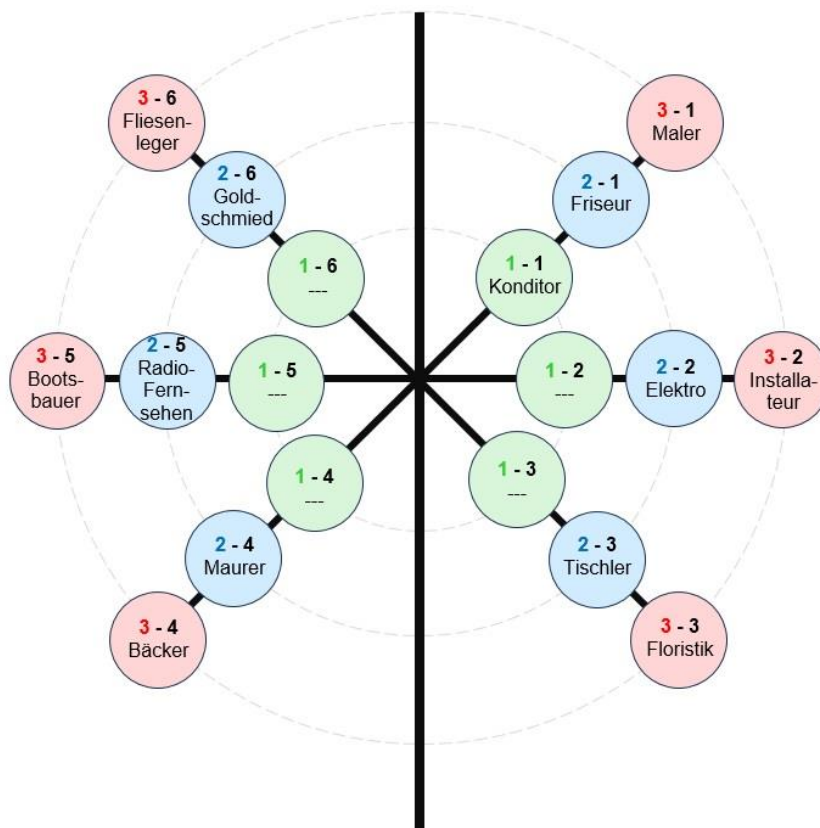 3 - 6
Fliesen-
leger
3 - 1
Maler
2 - 6
Gold-
schmied
2 - 1
Friseur
1 - 6
---
1 - 1
Konditor
3 - 5
Boots-
bauer
2 - 5
Radio-
Fern-
sehen
1 - 5
---
1 - 2
---
2 - 2
Elektro
3 - 2
Installa-
teur
1 - 4
---
1 - 3
---
2 - 4
Maurer
2 - 3
Tischler
3 - 4
Bäcker
3 - 3
Floristik